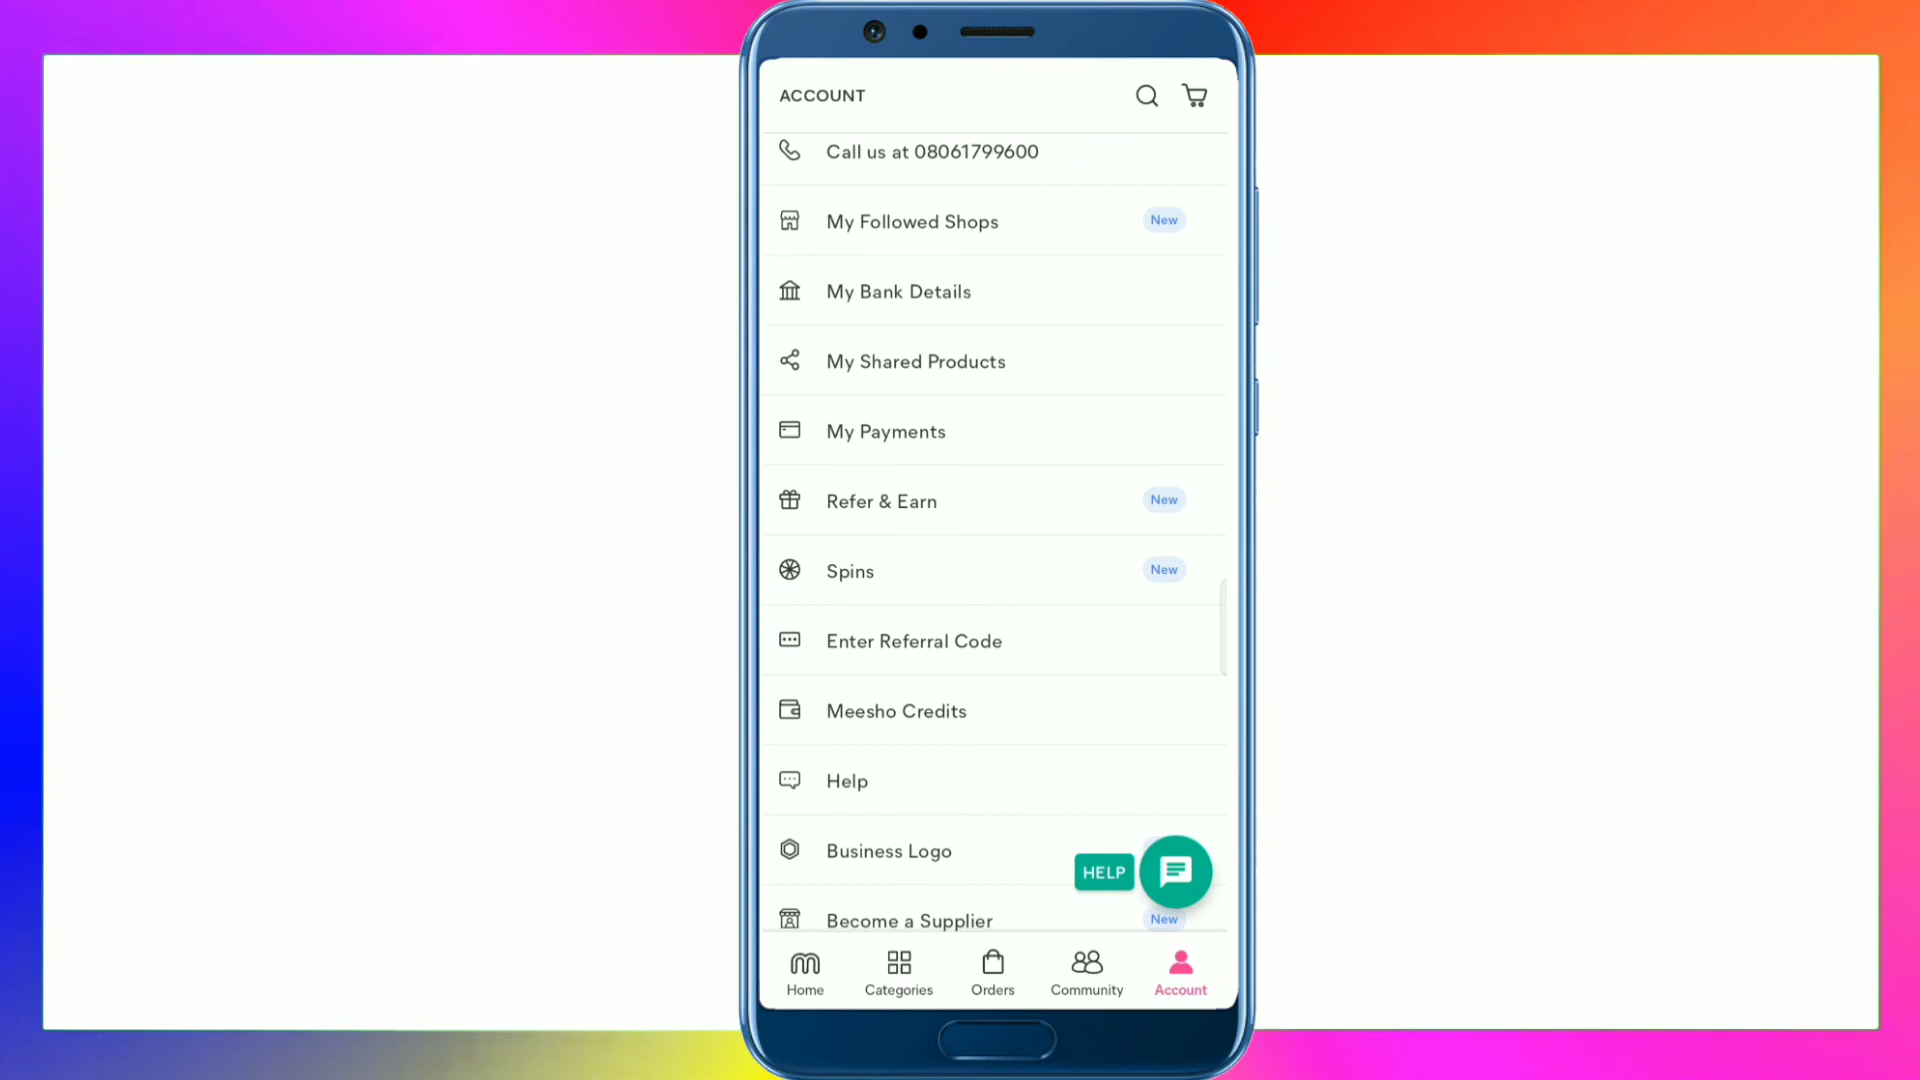 ACCOUNT
Call us at 08061799600
My Followed Shops New
My Bank Details
My Shared Products
My Payments
Refer & Earn New
Spins New
Enter Referral Code
Meesho Credits
Help
Business Logo
HELP
Become a Supplier New
Home Categories Orders Community Account